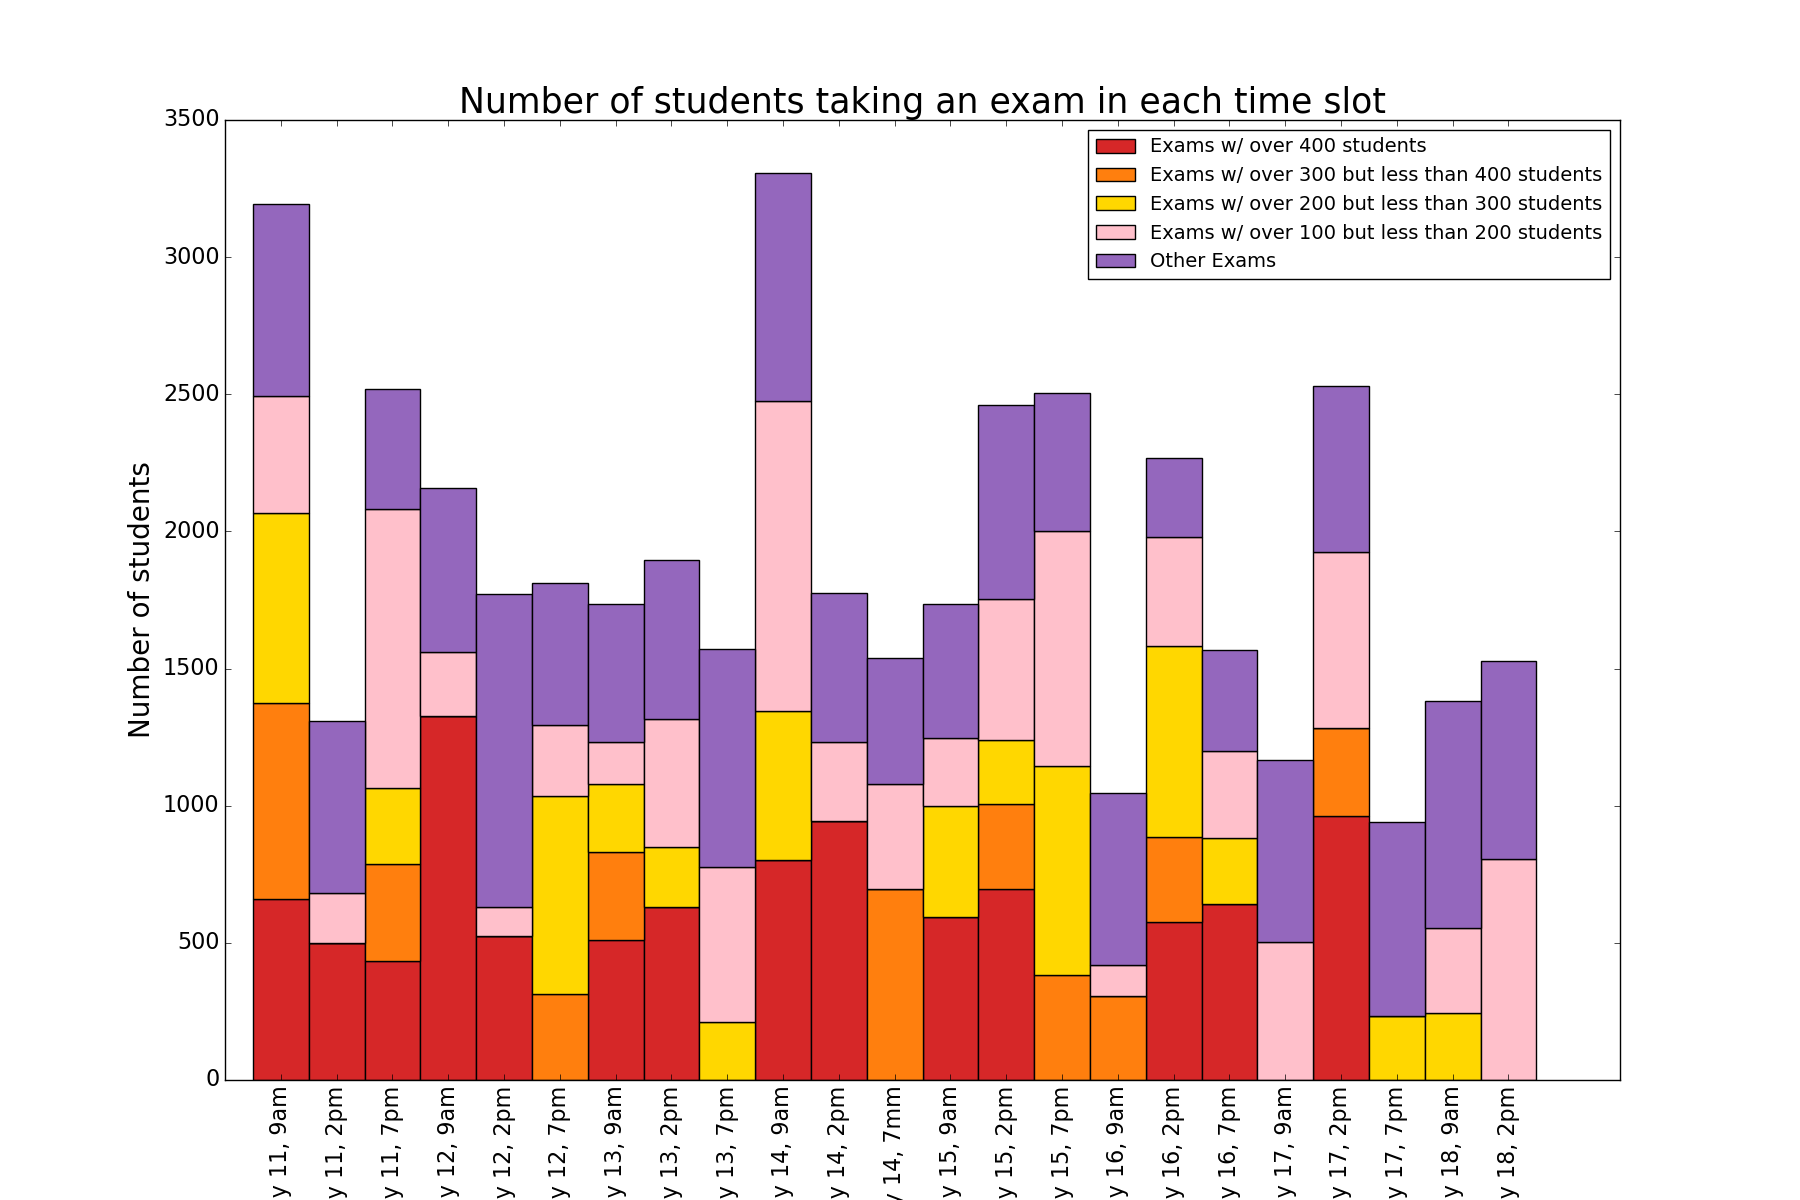 Number of students taking an exam in each time slot
Number of students
3500
3000
2500
2000
1500
1000
500
0
Exams w/ over 400 students
Exams w/ over 300 but less than 400 students
Exams w/ over 200 but less than 300 students
Exams w/ over 100 but less than 200 students
Other Exams
y 11, 9am
y 11, 2pm
y 11, 7pm
y 12, 9am
y 12, 2pm
y 12, 7pm
y 13, 9am
y 13, 2pm
y 13, 7pm
y 14, 9am
y 14, 2pm
y 14, 7mm
y 15, 9am
y 15, 2pm
y 15, 7pm
y 16, 9am
y 16, 2pm
y 16, 7pm
y 17, 9am
y 17, 2pm
y 17, 7pm
y 18, 9am
y 18, 2pm